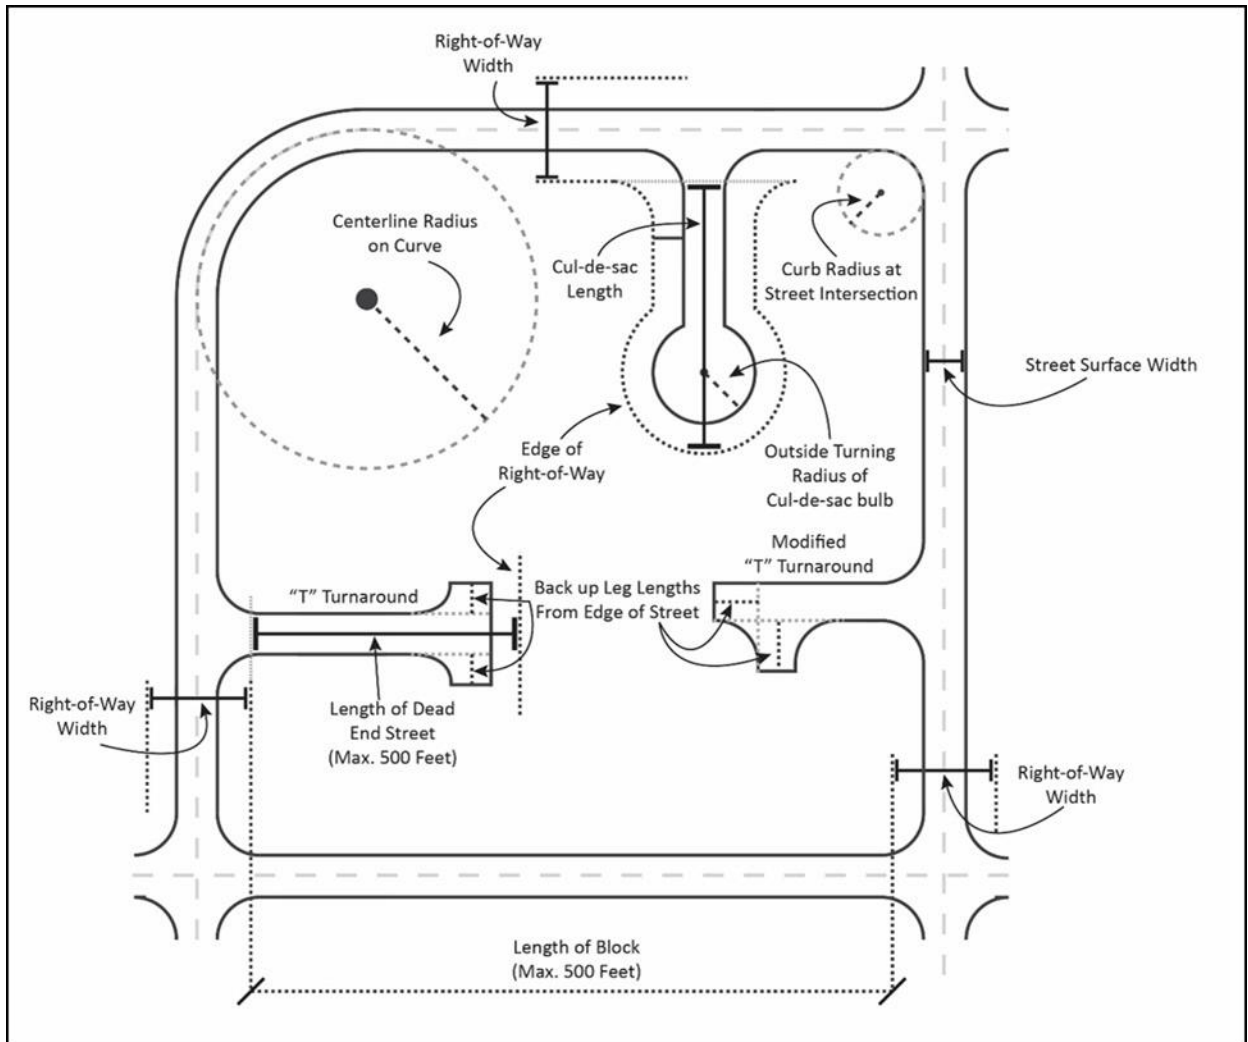 Right-of-Way
Width
Centerline Radius
on Curve
Cul-de-sac
Length
Curb Radius at
Street Intersection
Street Surface Width
Edge of
Right-of-Way
Outside Turning
Radius of
Cul-de-sac bulb
Modified
“T” Turnaround
“T” Turnaround
Back up Leg Lengths
From Edge of Street
Right-of-Way
Width
Length of Dead
End Street
(Max. 500 Feet)
Right-of-Way
Width
Length of Block
(Max. 500 Feet)